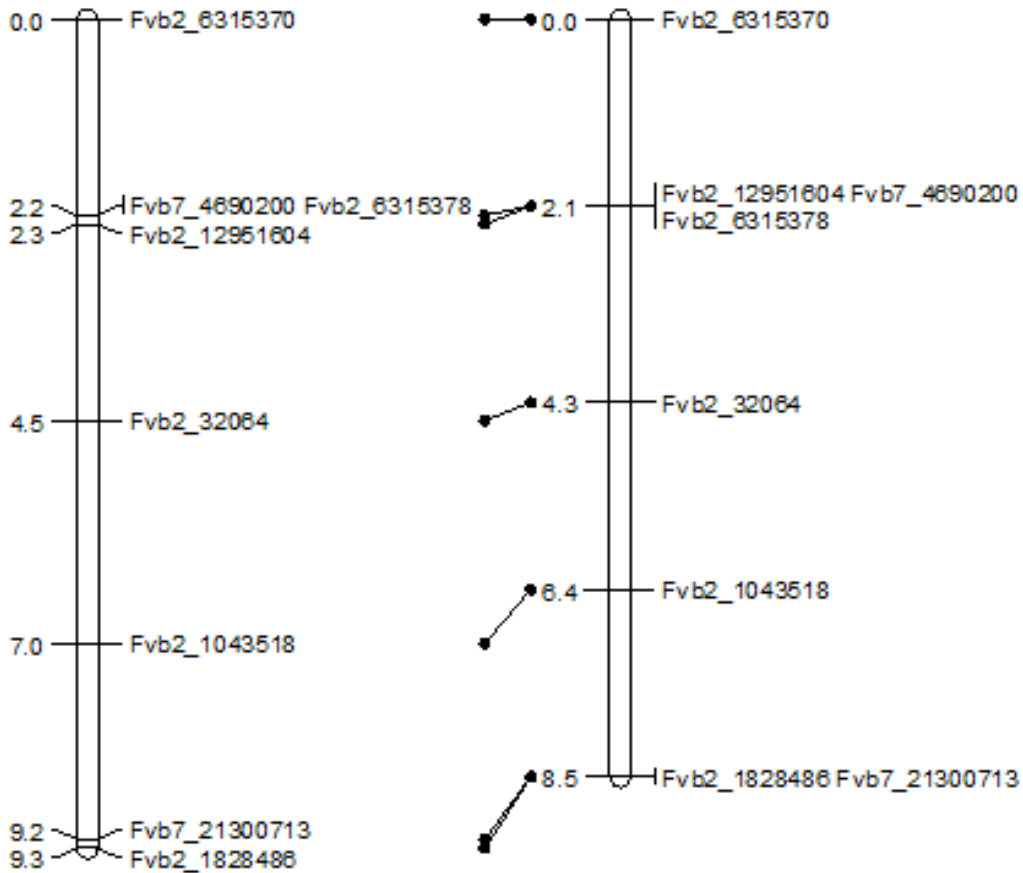 0.0 Fvb2_6315370
2.2 Fvb7_4690200 Fvb2_6315378
2.3 Fvb2_12951604
4.5 Fvb2_32064
7.0 Fvb2_1043518
9.2 Fvb7_21300713
9.3 Fvb2_1828486
0.0 Fvb2_6315370
Fvb2_12951604 Fvb7_4690200
2.1
Fvb2_6315378
4.3 Fvb2_32064
6.4 Fvb2_1043518
8.5 Fvb2_1828486 Fvb7_21300713